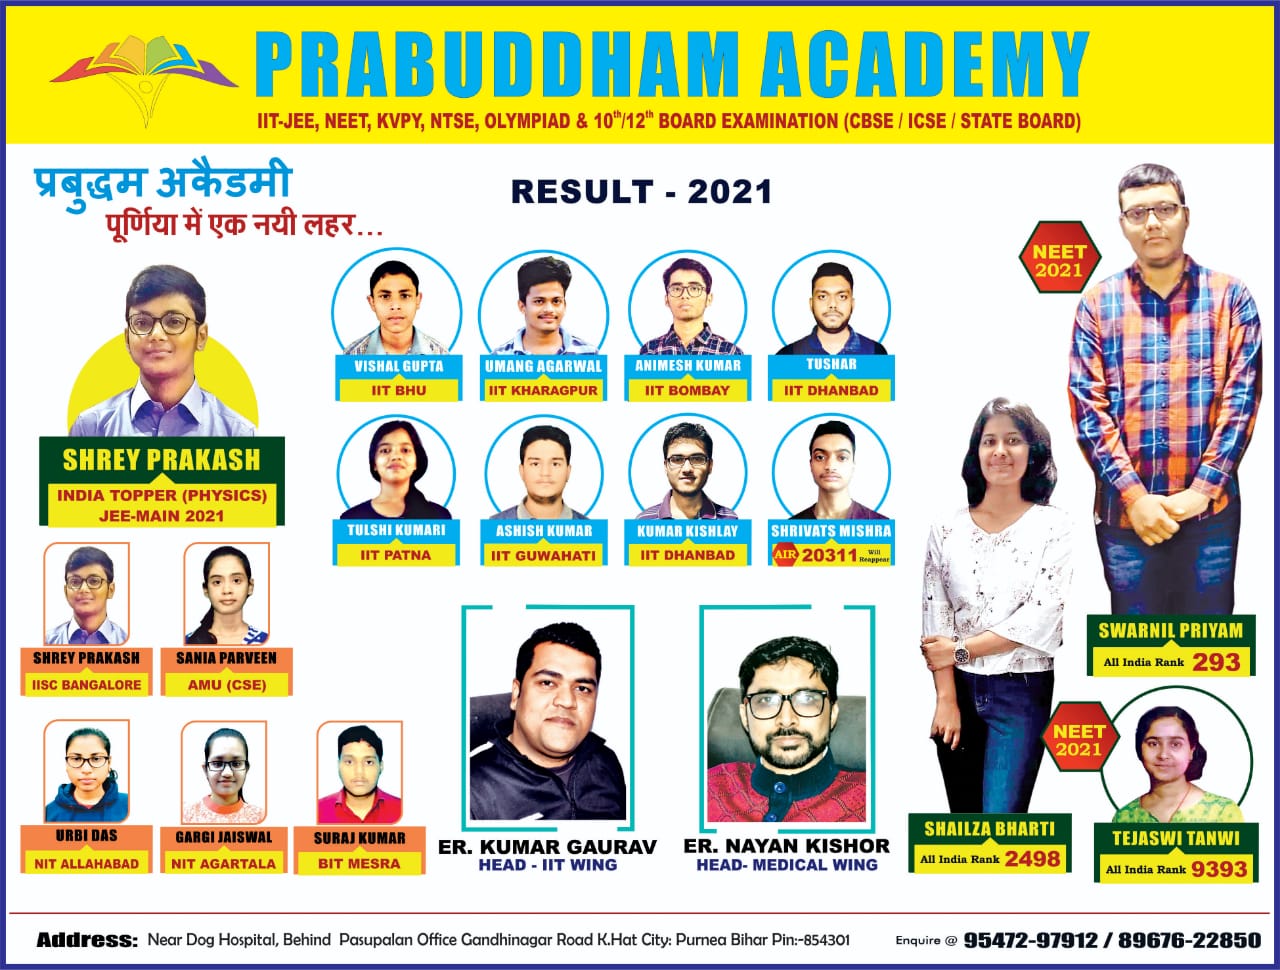 PRABUDDHAM ACADEMY
IIT-JEE, NEET, KVPY, NTSE, OLYMPIAD & 10th/12th BOARD EXAMINATION (CBSE / ICSE / STATE BOARD)
प्रबुद्धम अकैडमी
पूर्णिया में एक नयी लहर...
RESULT - 2021
SHREY PRAKASH
INDIA TOPPER (PHYSICS)
JEE-MAIN 2021
VISHAL GUPTA
IIT BHU
UMANG AGARWAL
IIT KHARAGPUR
ANIMESH KUMAR
IIT BOMBAY
TUSHAR
IIT DHANBAD
TULSHI KUMARI
IIT PATNA
ASHISH KUMAR
IIT GUWAHATI
KUMAR KISHLAY
IIT DHANBAD
SHRIVATS MISHRA
AIR 20311 Will Reappear
SHREY PRAKASH
IISC BANGALORE
SANIA PARVEEN
AMU (CSE)
URBI DAS
NIT ALLAHABAD
GARGI JAISWAL
NIT AGARTALA
SURAJ KUMAR
BIT MESRA
ER. KUMAR GAURAV
HEAD - IIT WING
ER. NAYAN KISHOR
HEAD- MEDICAL WING
NEET
2021
SWARNIL PRIYAM
All India Rank 293
SHAILZA BHARTI
All India Rank 2498
NEET
2021
TEJASWI TANWI
All India Rank 9393
Address: Near Dog Hospital, Behind Pasupalan Office Gandhinagar Road K.Hat City: Purnea Bihar Pin:-854301
Enquire @ 95472-97912 / 89676-22850